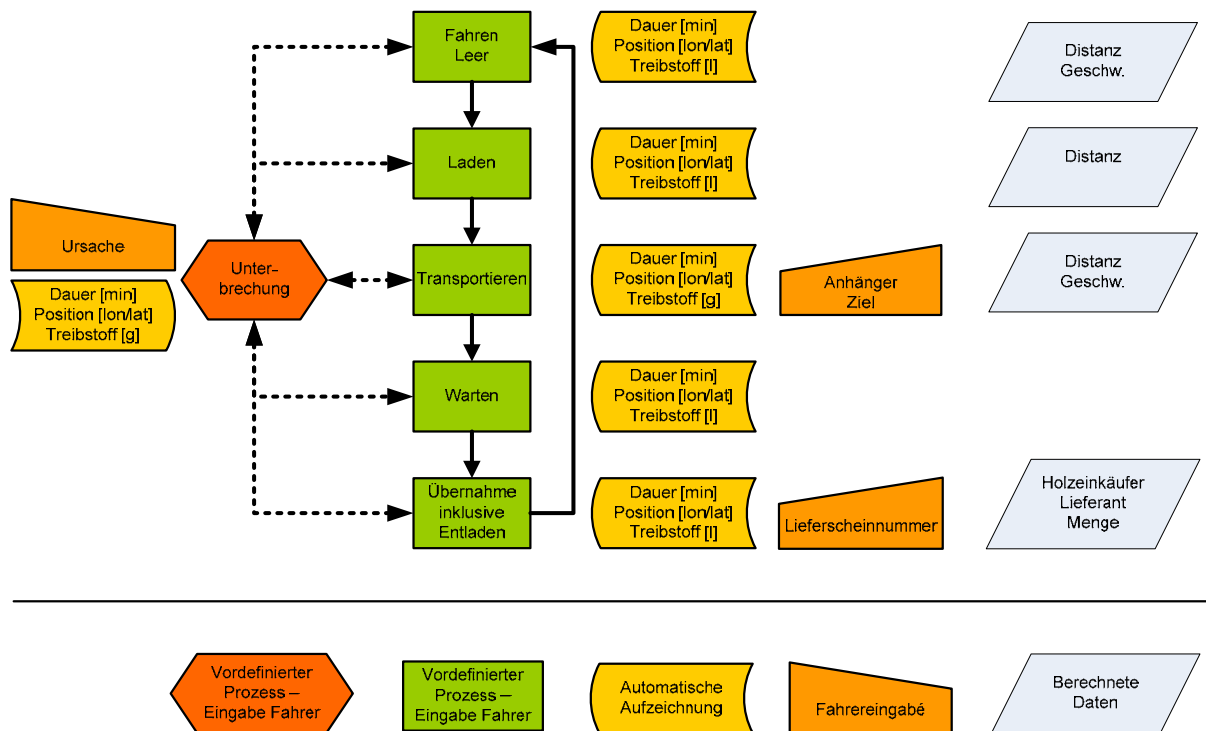 Fahren
Leer
Dauer [min]
Position [lon/lat]
Treibstoff [l]
Distanz
Geschw.
Laden
Dauer [min]
Position [lon/lat]
Treibstoff [l]
Distanz
Ursache
Dauer [min]
Position [lon/lat]
Treibstoff [g]
Unter-
brechung
Transportieren
Dauer [min]
Position [lon/lat]
Treibstoff [g]
Anhänger
Ziel
Distanz
Geschw.
Warten
Dauer [min]
Position [lon/lat]
Treibstoff [l]
Übernahme
inklusive
Entladen
Dauer [min]
Position [lon/lat]
Treibstoff [l]
Lieferscheinnummer
Holzeinkäufer
Lieferant
Menge
Vordefinierter
Prozess –
Eingabe Fahrer
Vordefinierter
Prozess –
Eingabe Fahrer
Automatische
Aufzeichnung
Fahrereingabé
Berechnete
Daten